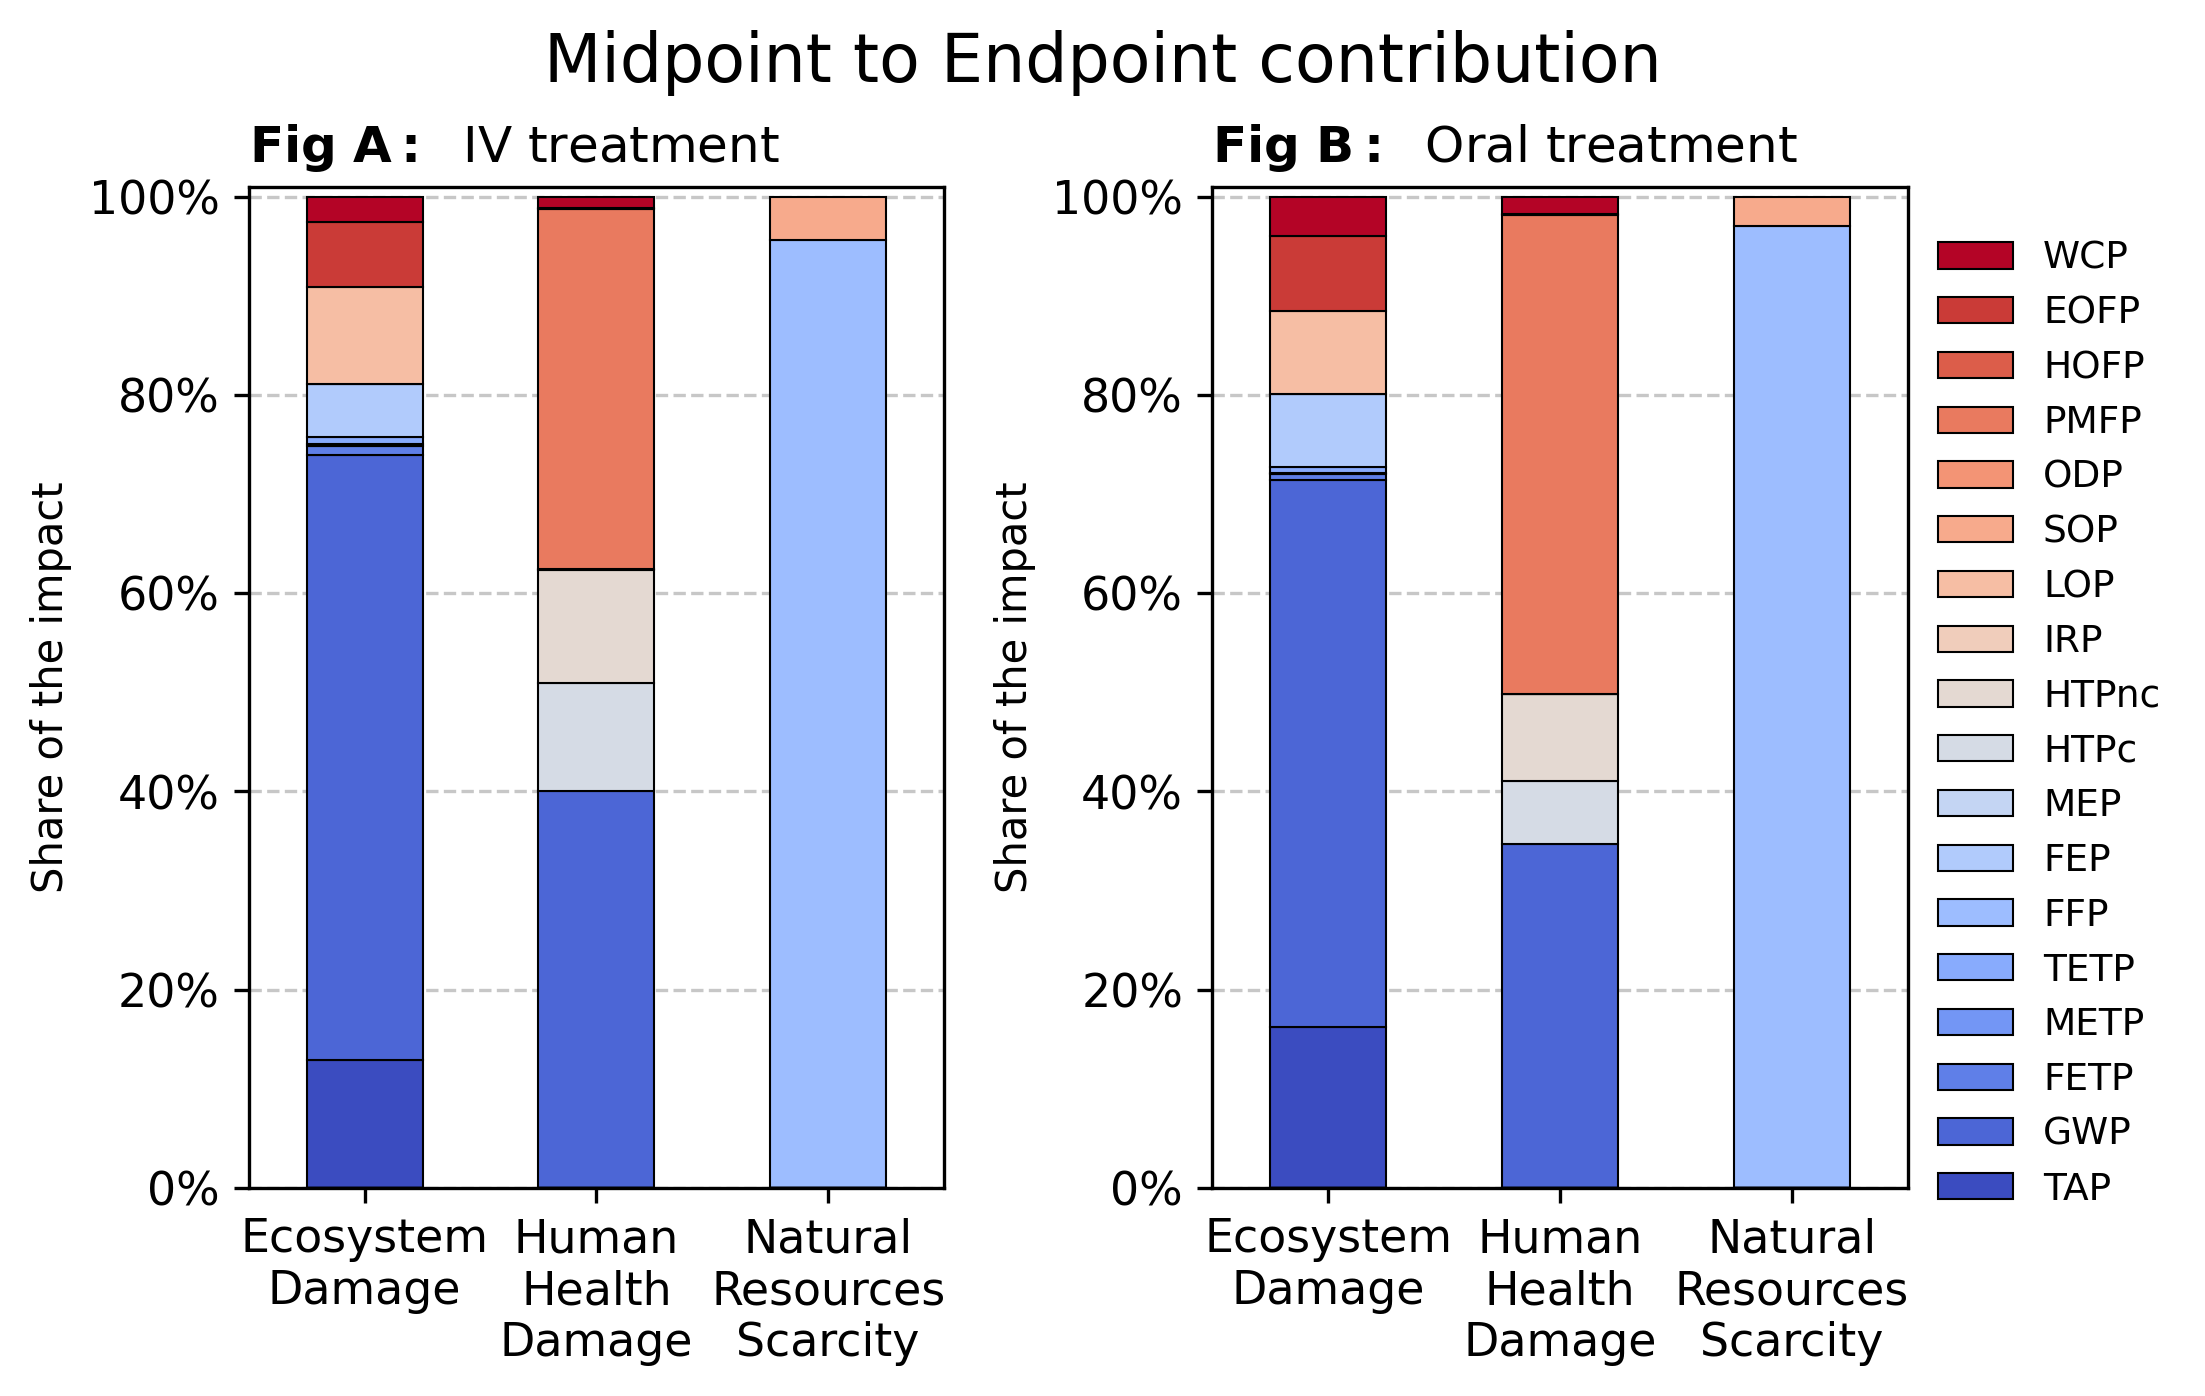 Midpoint to Endpoint contribution
Fig A: IV treatment
Share of the impact
100%
80%
60%
40%
20%
0%
Ecosystem
Damage
Human
Health
Damage
Natural
Resources
Scarcity
Fig B: Oral treatment
Share of the impact
100%
80%
60%
40%
20%
0%
Ecosystem
Damage
Human
Health
Damage
Natural
Resources
Scarcity
WCP
EOFP
HOFP
PMFP
ODP
SOP
LOP
IRP
HTPnc
HTPc
MEP
FEP
FFP
TETP
METP
FETP
GWP
TAP